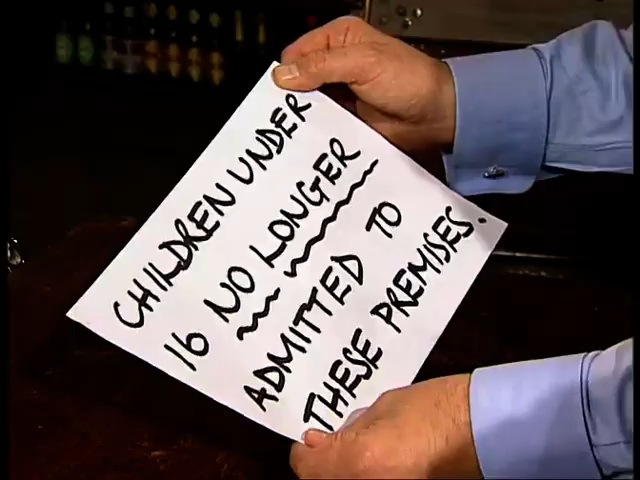 CHILDREN UNDER
16 NO LONGER
ADMITTED TO
THESE PREMISES.